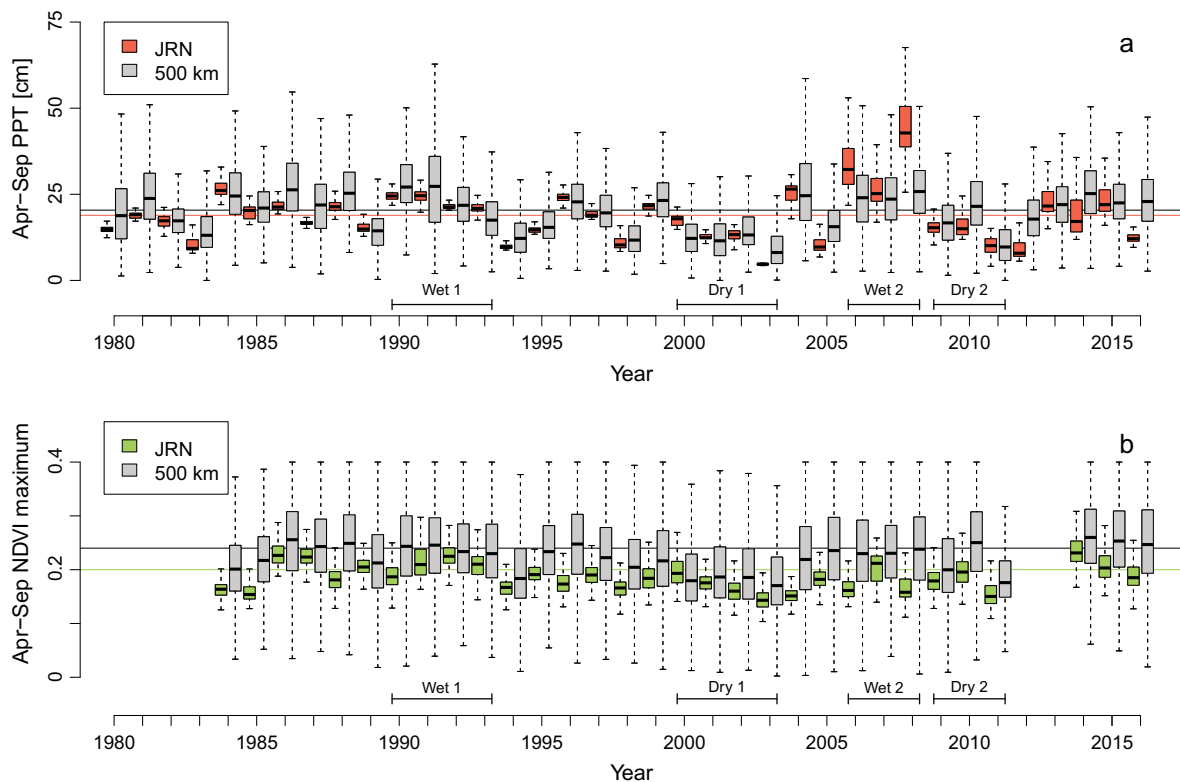 a
JRN
500 km
Apr−Sep PPT [cm]
75
50
25
0
Wet 1
Dry 1
Wet 2
Dry 2
1980
1985
1990
1995
2000
2005
2010
2015
Year
b
JRN
500 km
Apr−Sep NDVI maximum
0.4
0.2
0
Wet 1
Dry 1
Wet 2
Dry 2
1980
1985
1990
1995
2000
2005
2010
2015
Year